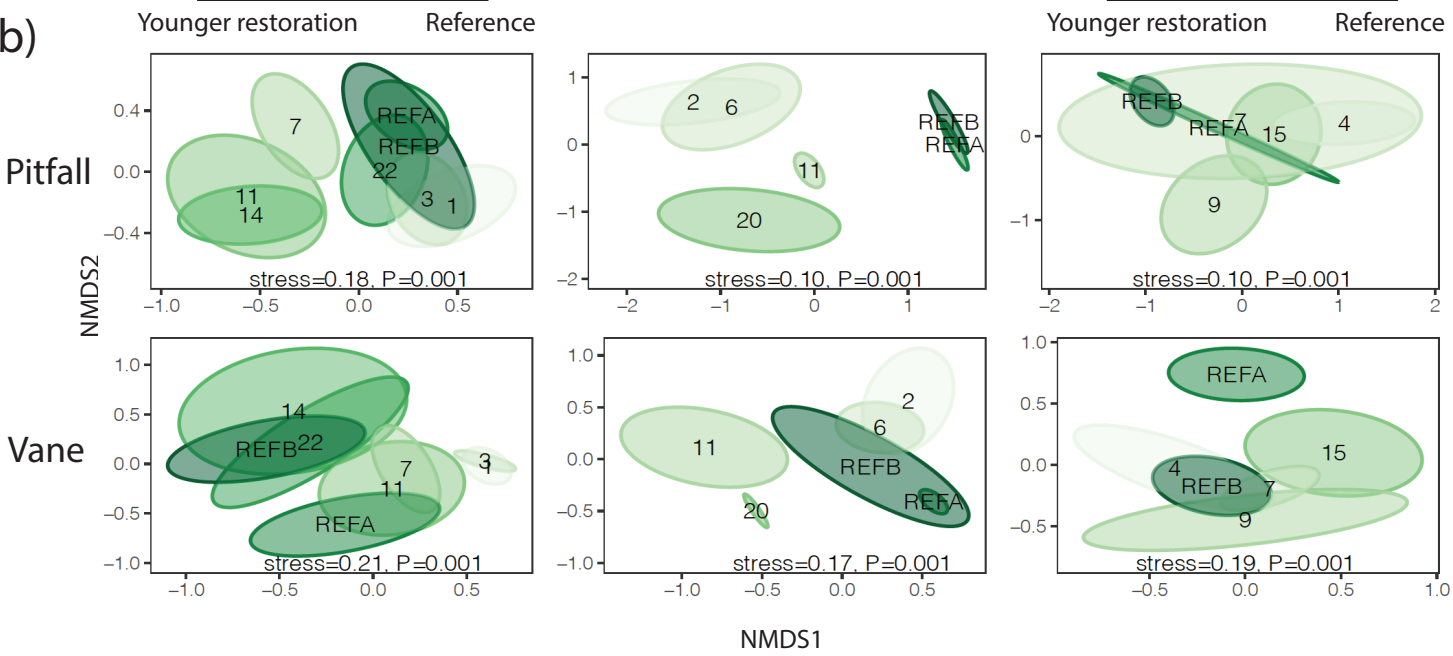 b)
Younger restoration Reference Younger restoration Reference
Pitfall
Vane
NMDS2
NMDS1
0.4
0.0
−0.4
−1.0 −0.5 0.0 0.5
7
11
14
REFA
REFB
22
3
1
stress=0.18, P=0.001
1
0
−1
−2
−2 −1 0 1
2
6
11
20
REFB
REFA
stress=0.10, P=0.001
0
−1
−2 −1 0 1 2
REFB
REFA
7
15
4
9
stress=0.10, P=0.001
1.0
0.5
0.0
−0.5
−1.0
−1.0 −0.5 0.0 0.5
14
REFB
22
7
11
3
1
REFA
stress=0.21, P=0.001
1.0
0.5
0.0
−0.5
−1.0
−1.0 −0.5 0.0 0.5
2
6
11
REFB
REFA
20
stress=0.17, P=0.001
1.0
0.5
0.0
−0.5
−0.5 0.0 0.5 1.0
REFA
15
4
REFB
7
9
stress=0.19, P=0.001